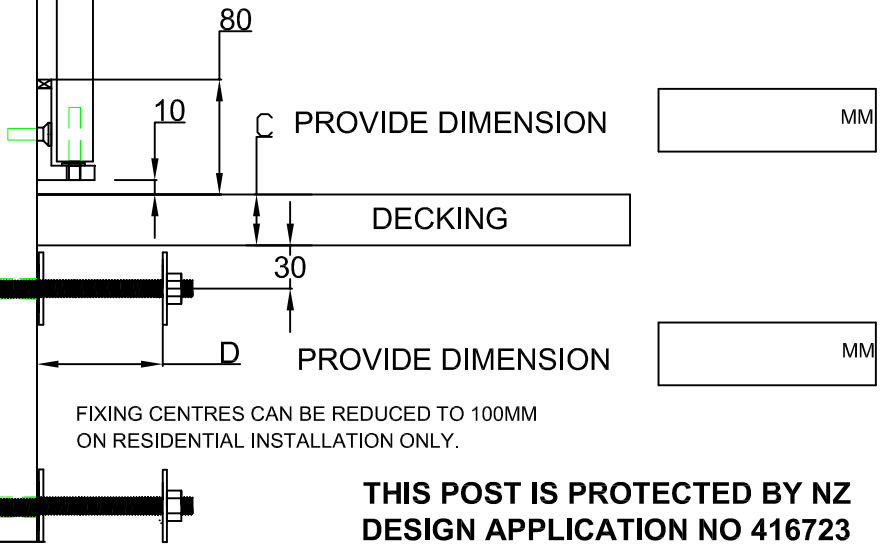 80
10
C PROVIDE DIMENSION
MM
DECKING
30
D
PROVIDE DIMENSION
MM
FIXING CENTRES CAN BE REDUCED TO 100MM
ON RESIDENTIAL INSTALLATION ONLY.
THIS POST IS PROTECTED BY NZ
DESIGN APPLICATION NO 416723